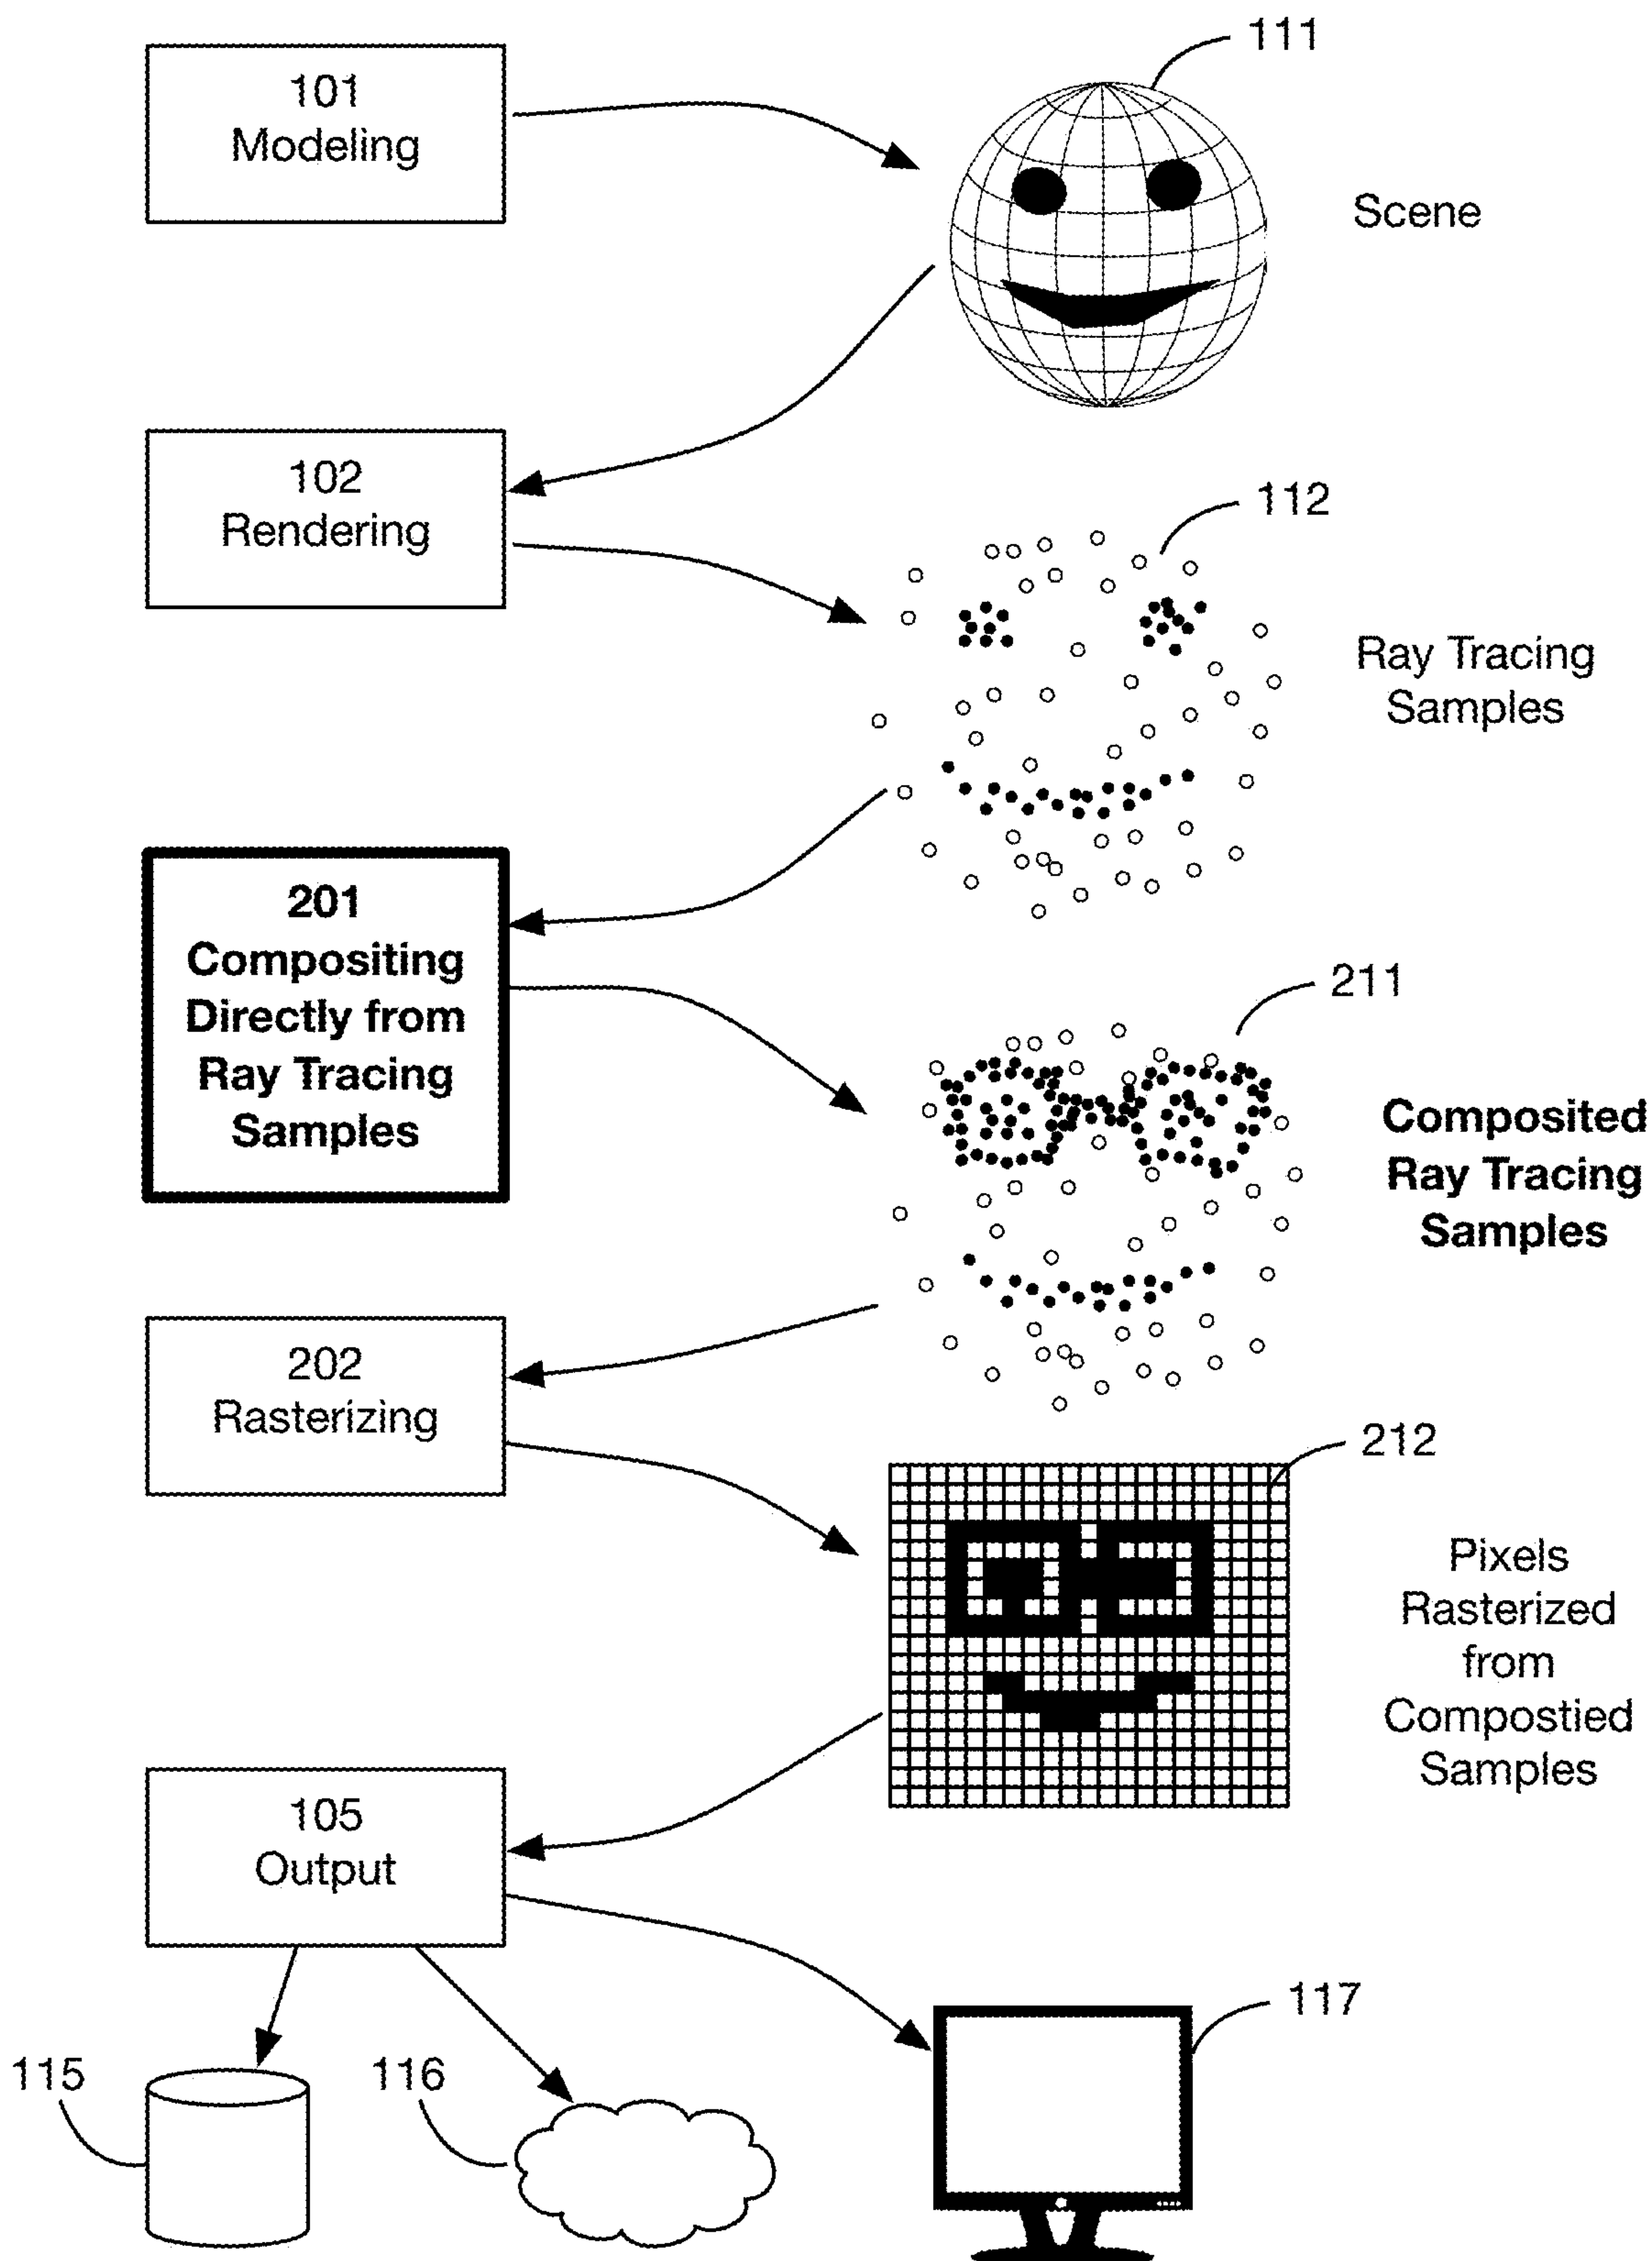 111
101
Modeling
Scene
102
Rendering
112
Ray Tracing
Samples
201
Compositing
Directly from
Ray Tracing
Samples
211
Composited
Ray Tracing
Samples
202
Rasterizing
212
Pixels
Rasterized
from
Compostied
Samples
105
Output
117
115
116